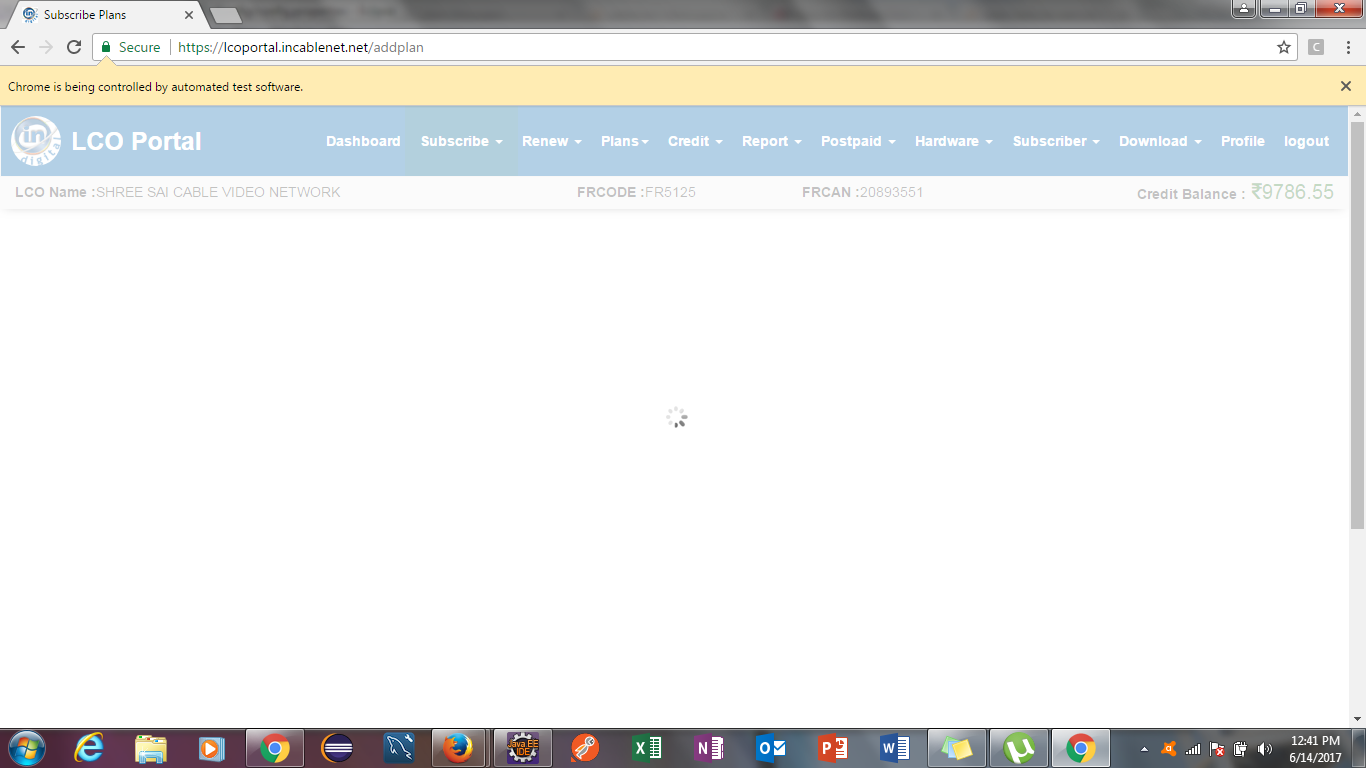 Subscribe Plans
Secure https://lcoportal.incablenet.net/addplan
C
Chrome is being controlled by automated test software.
in digital LCO Portal Dashboard Subscribe Renew Plans Credit Report Postpaid Hardware Subscriber Download Profile logout
LCO Name :SHREE SAI CABLE VIDEO NETWORK FRCODE :FR5125 FRCAN :20893551 Credit Balance : ₹9786.55
Java EE IDE
12:41 PM
6/14/2017